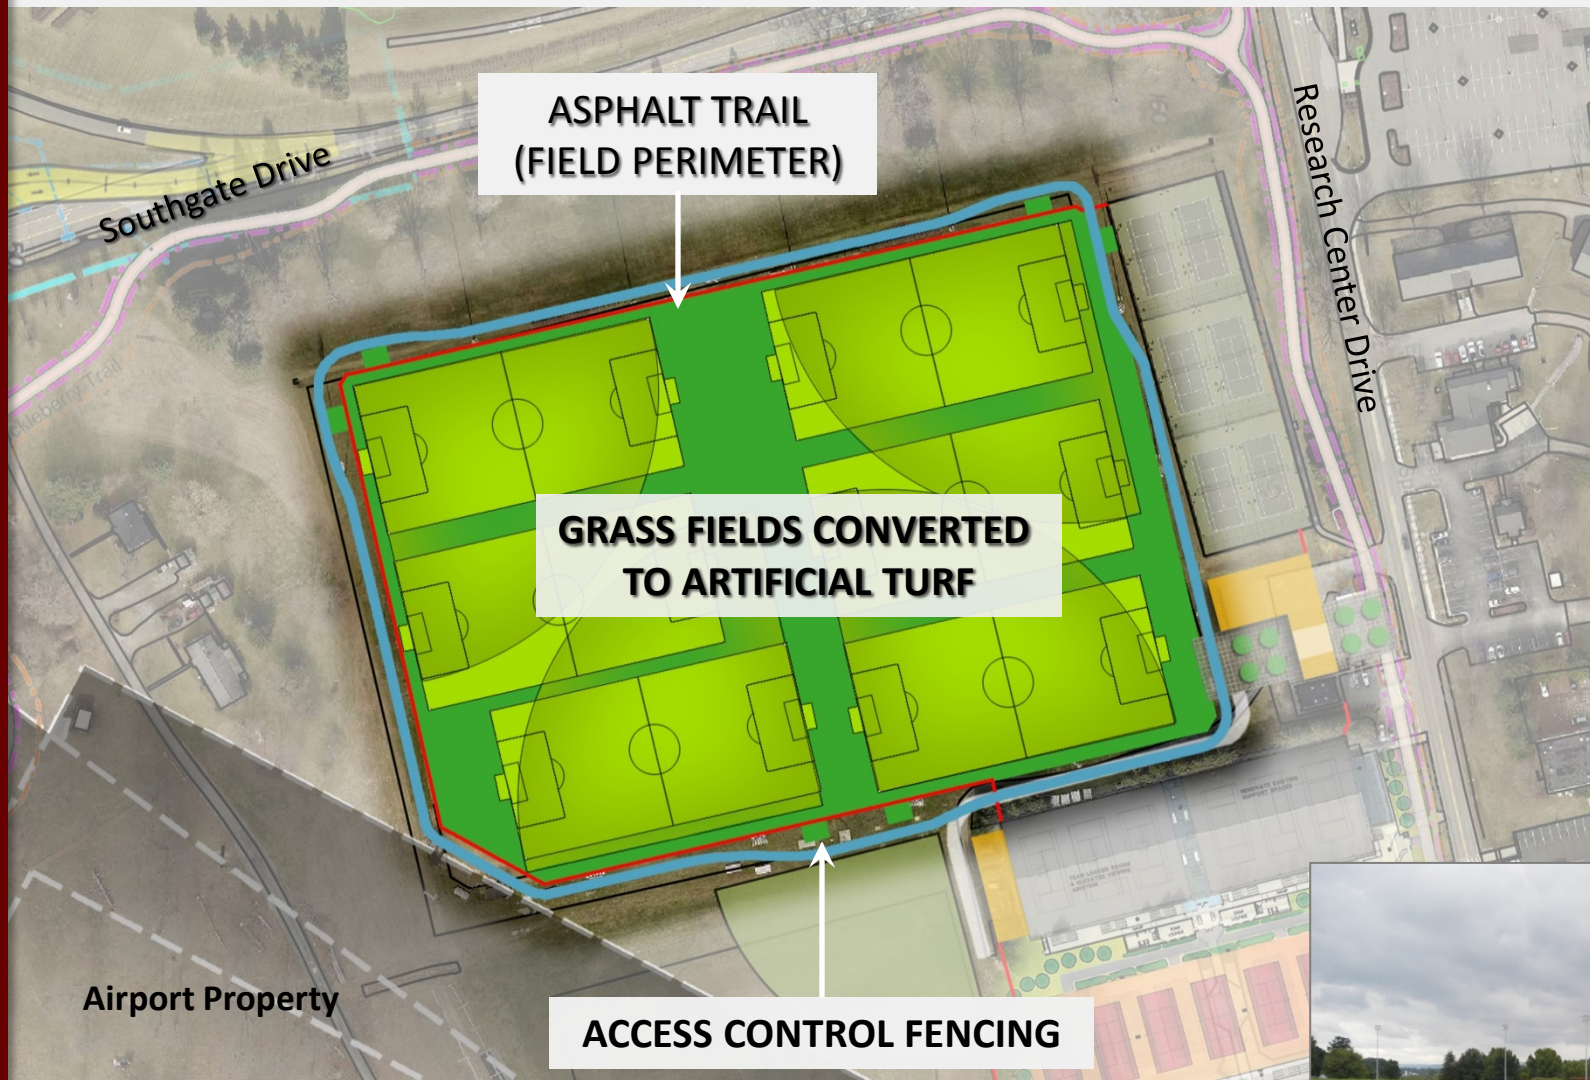 ASPHALT TRAIL
(FIELD PERIMETER)
Southgate Drive
Research Center Drive
GRASS FIELDS CONVERTED
TO ARTIFICIAL TURF
Trail
Airport Property
ACCESS CONTROL FENCING